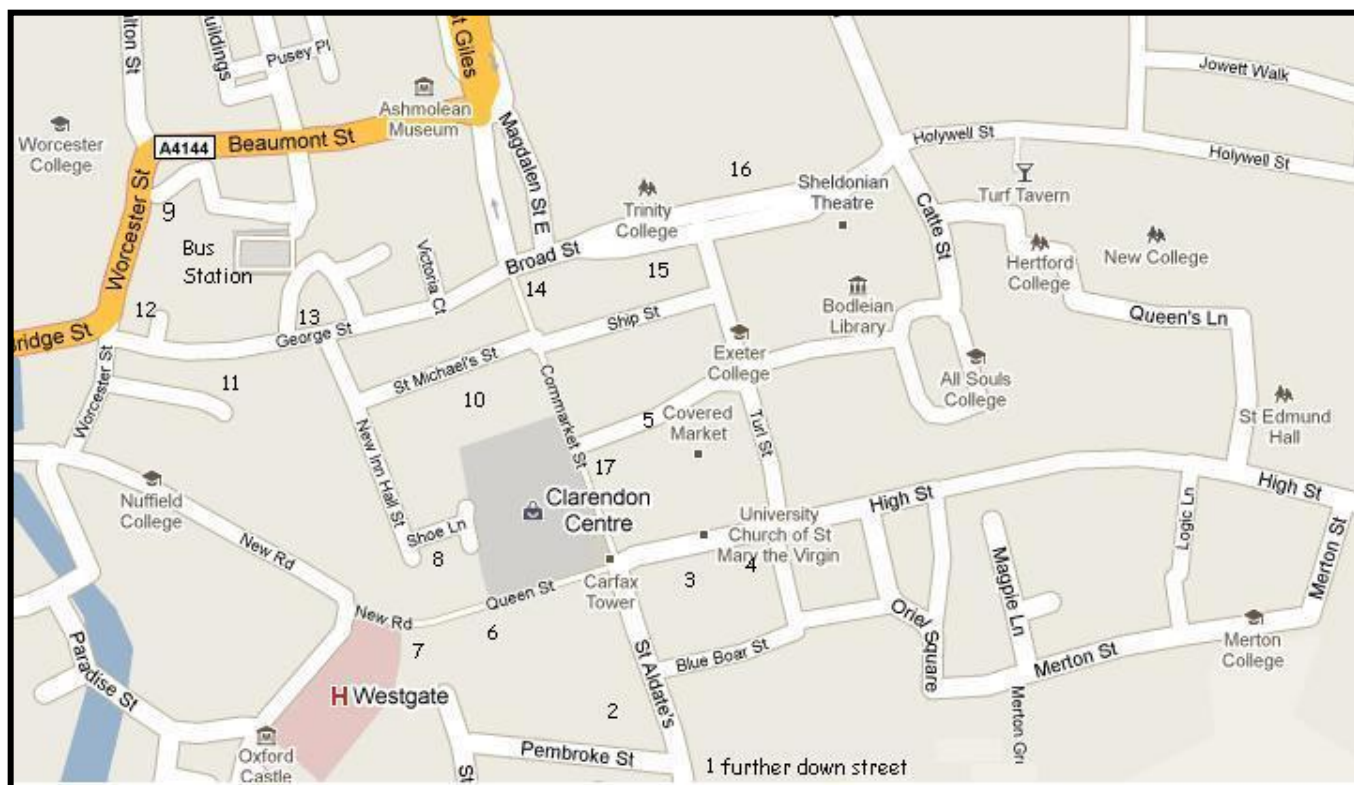 alton St
Buildings
Pusey Pl
St Giles
Jowett Walk
Ashmolean
Museum
Worcester
College
A4144
Beaumont St
Magdalen St E
Holywell St
Holywell St
16
Sheldonian
Theatre
Turf Tavern
Trinity
College
Catte St
9
Worcester St
Bus
Station
Victoria Ct
Broad St
15
Hertford
College
New College
14
Bodleian
Library
12
13
Bridge St
George St
Ship St
Queen's Ln
St Michael's St
Exeter
College
Worcester St
11
10
Cornmarket St
All Souls
College
5
Covered
Market
Turl St
St Edmund
Hall
17
New Inn Hall St
Nuffield
College
Clarendon
Centre
High St
High St
Logic Ln
Shoe Ln
University
Church of St
Mary the Virgin
New Rd
8
Carfax
Tower
3
4
Magpie Ln
Merton St
Queen St
New Rd
6
7
Oriel Square
Blue Boar St
Merton St
Merton
College
Paradise St
H Westgate
St Aldate's
2
Merton Gr
Oxford
Castle
St
Pembroke St
1 further down street